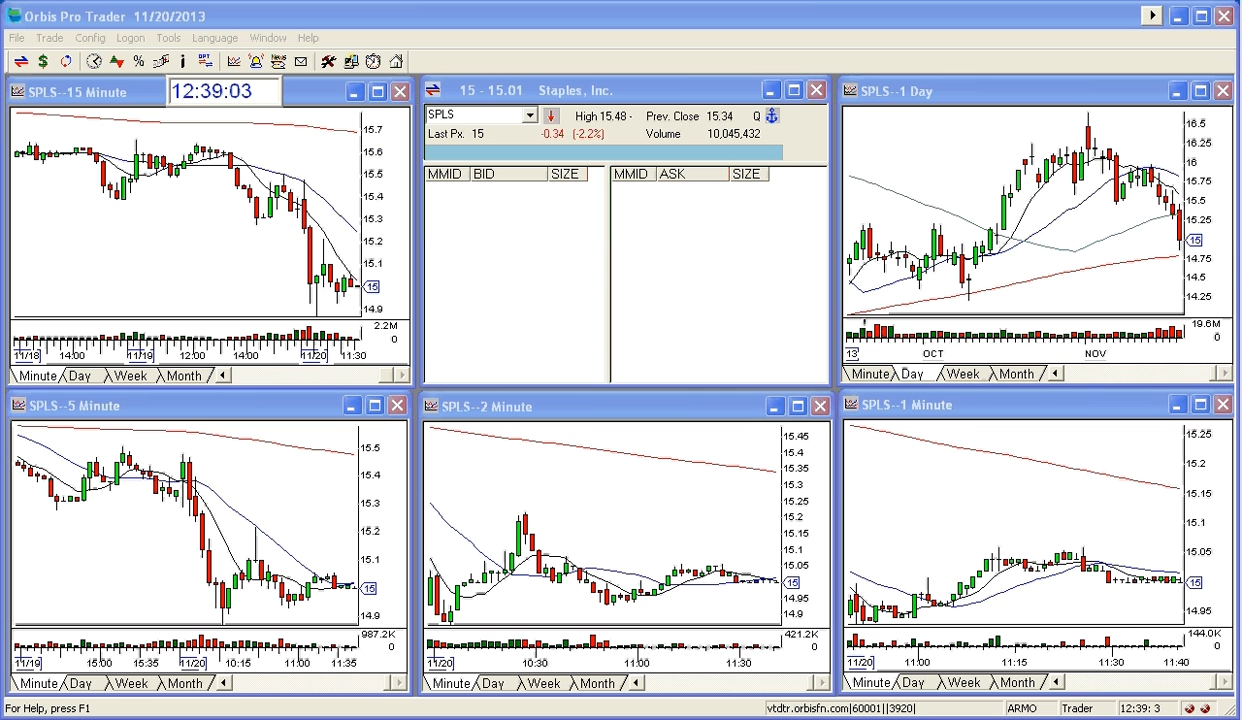 Orbis Pro Trader 11/20/2013
File Trade Config Logon Tools Language Window Help
SPLS--15 Minute
12:39:03
15.7
15.6
15.5
15.4
15.3
15.2
15.1
15
14.9
2.2M
0
11/18 14:00 11/19 12:00 14:00 11/20 11:30
Minute Day Week Month
15 - 15.01 Staples, Inc.
SPLS High 15.48 - Prev. Close 15.34 Q
Last Px. 15 -0.34 (-2.2%) Volume 10,045,432
MMID BID SIZE MMID ASK SIZE
SPLS--1 Day
16.5
16.25
16
15.75
15.5
15.25
15
14.75
14.5
14.25
19.6M
0
13 OCT NOV
Minute Day Week Month
SPLS--5 Minute
15.5
15.4
15.3
15.2
15.1
15
14.9
987.2K
0
11/19 15:00 15:35 11/20 10:15 11:00 11:35
Minute Day Week Month
SPLS--2 Minute
15.45
15.4
15.35
15.3
15.25
15.2
15.15
15.1
15.05
15
14.95
14.9
421.2K
0
11/20 10:30 11:00 11:30
Minute Day Week Month
SPLS--1 Minute
15.25
15.2
15.15
15.1
15.05
15
14.95
144.0K
0
11/20 11:00 11:15 11:30 11:40
Minute Day Week Month
For Help, press F1 vtdtr.orbisfn.com|60001||3920| ARMO Trader 12:39: 3